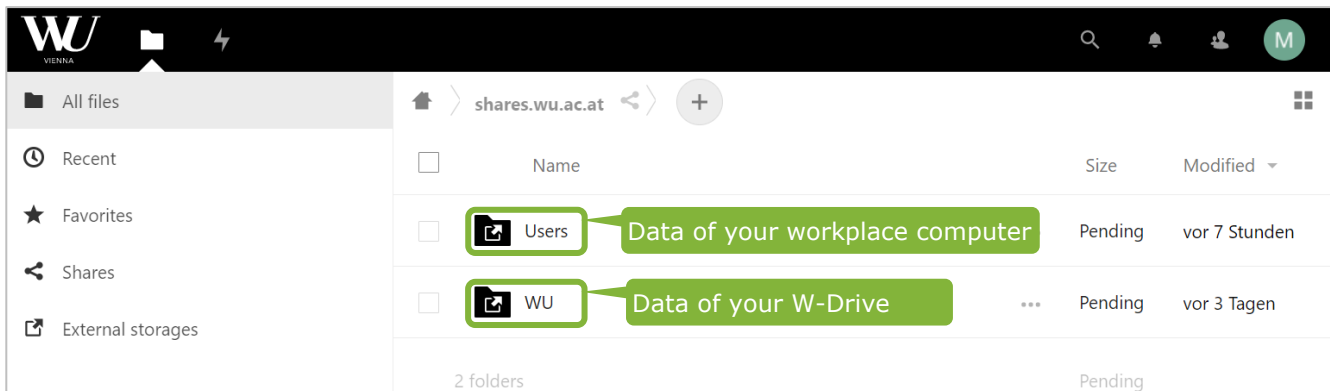 WU
VIENNA
M
All files
Recent
Favorites
Shares
External storages
shares.wu.ac.at
+
Name Size Modified
Users Data of your workplace computer Pending vor 7 Stunden
WU Data of your W-Drive ... Pending vor 3 Tagen
2 folders Pending